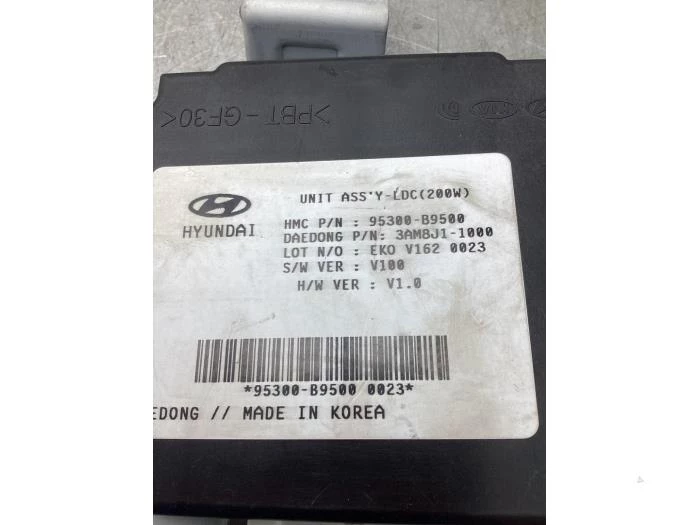 >PBT-GF30<
UNIT ASS'Y-LDC(200W)
HYUNDAI
HMC P/N : 95300-B9500
DAEDONG P/N: 3AM8J1-1000
LOT N/O : EKO V162 0023
S/W VER : V100
H/W VER : V1.0
*95300-B9500 0023*
EDONG // MADE IN KOREA